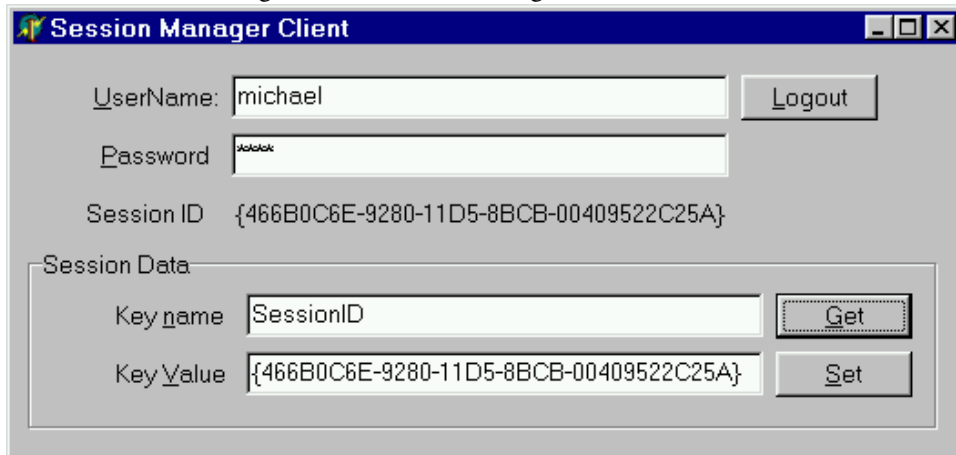 Session Manager Client
UserName: michael Logout
Password ****
Session ID {466B0C6E-9280-11D5-8BCB-00409522C25A}
Session Data
Key name SessionID Get
Key Value {466B0C6E-9280-11D5-8BCB-00409522C25A} Set